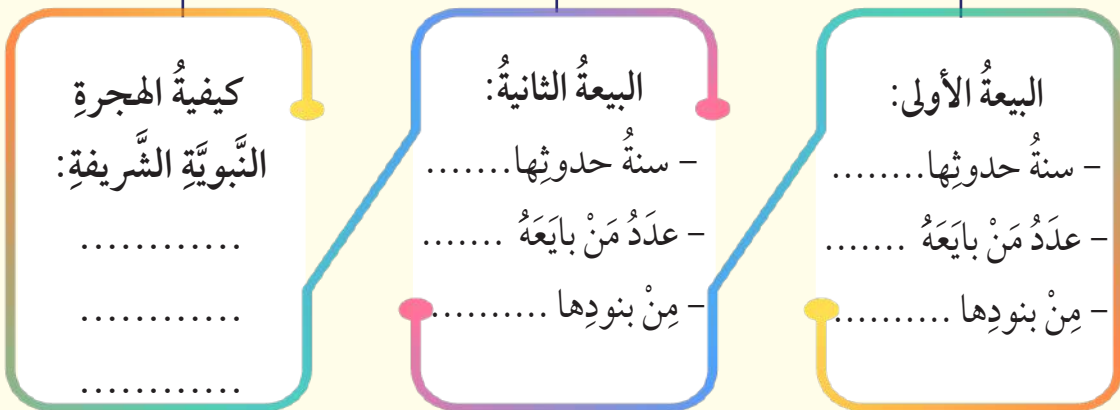 البيعةُ الأولى:
– سنةُ حدوثِها........
– عدَدُ مَنْ بايَعَهُ .......
– مِنْ بنودِها ..........
البيعةُ الثانيةُ:
– سنةُ حدوثِها.......
– عدَدُ مَنْ بايَعَهُ .......
– مِنْ بنودِها ..........
كيفيةُ الهجرةِ
النَّبويَّةِ الشَّريفةِ:
............
............
............